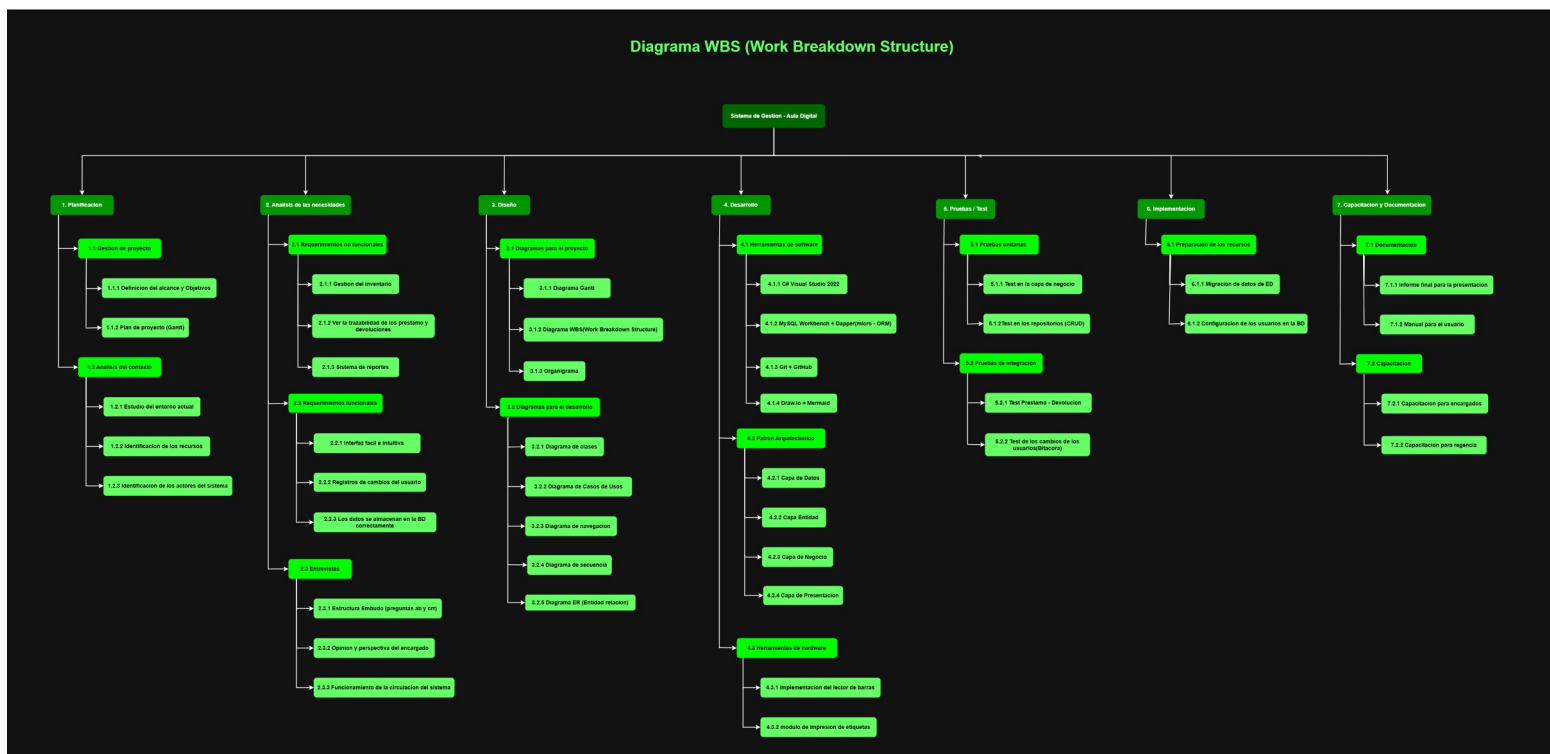 Diagrama WBS (Work Breakdown Structure)
Sistema de Gestion - Aula Digital
1. Planificacion
1.1 Gestion de proyecto
1.1.1 Definicion del alcance y Objetivos
1.1.2 Plan de proyecto (Gantt)
1.2 Analisis del contexto
1.2.1 Estudio del entorno actual
1.2.2 Identificacion de los recursos
1.2.3 Identificacion de los actores del sistema
2. Analisis de las necesidades
2.1 Requerimientos no funcionales
2.1.1 Gestion del inventario
2.1.2 Ver la trazabilidad de los prestamo y
devoluciones
2.1.3 Sistema de reportes
2.2 Requerimientos funcionales
2.2.1 Interfas facil e intuitiva
2.2.2 Registros de cambios del usuario
2.2.3 Los datos se almacenan en la BD
correctamente
2.3 Entrevistas
2.3.1 Estructura Embudo (preguntas ab y crr)
2.3.2 Opinion y perspectiva del encargado
2.3.3 Funcionamiento de la circulacion del sistema
3. Diseño
3.1 Diagramas para el proyecto
3.1.1 Diagrama Gantt
3.1.2 Diagrama WBS(Work Breakdown Structure)
3.1.3 Organigrama
3.2 Diagramas para el desarrollo
3.2.1 Diagrama de clases
3.2.2 Diagrama de Casos de Usos
3.2.3 Diagrama de navegacion
3.2.4 Diagrama de secuencia
3.2.5 Diagrama ER (Entidad relacion)
4. Desarrollo
4.1 Herramientas de software
4.1.1 C# Visual Studio 2022
4.1.2 MySQL Workbench + Dapper(micro - ORM)
4.1.3 Git + GitHub
4.1.4 Draw.io + Mermaid
4.2 Patron Arquitectonico
4.2.1 Capa de Datos
4.2.2 Capa Entidad
4.2.3 Capa de Negocio
4.2.4 Capa de Presentacion
4.3 Herramientas de hardware
4.3.1 Implementacion del lector de barras
4.3.2 modulo de impresion de etiquetas
5. Pruebas / Test
5.1 Pruebas unitarias
5.1.1 Test en la capa de negocio
5.1.2Test en los repositorios (CRUD)
5.2 Pruebas de integracion
5.2.1 Test Prestamo - Devolucion
5.2.2 Test de los cambios de los
usuarios(Bitacora)
6. Implementacion
6.1 Preparacion de los recursos
6.1.1 Migracion de datos de ED
6.1.2 Configuracion de los usuarios en la BD
7. Capacitacion y Documentacion
7.1 Documentacion
7.1.1 Informe final para la presentacion
7.1.2 Manual para el usuario
7.2 Capacitacion
7.2.1 Capacitacion para encargados
7.2.2 Capacitacion para regencia